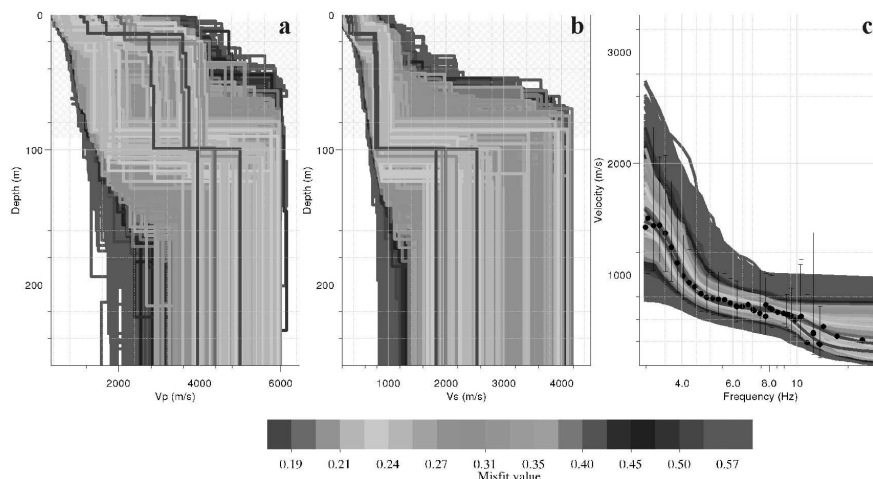 a
0
100
200
Depth (m)
2000 4000 6000
Vp (m/s)
b
0
100
200
Depth (m)
1000 2000 3000 4000
Vs (m/s)
c
3000
2000
1000
Velocity (m/s)
4.0 6.0 8.0 10
Frequency (Hz)
0.19 0.21 0.24 0.27 0.31 0.35 0.40 0.45 0.50 0.57
Misfit value